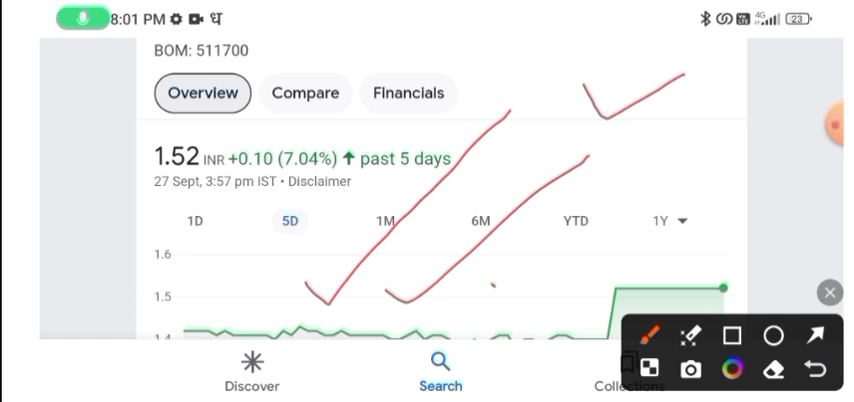 8:01 PM ध
4G 23
BOM: 511700
Overview Compare Financials
1.52 INR +0.10 (7.04%) ↑ past 5 days
27 Sept, 3:57 pm IST • Disclaimer
1D 5D 1M 6M YTD 1Y
1.6
1.5
1.4
Discover Search Collections